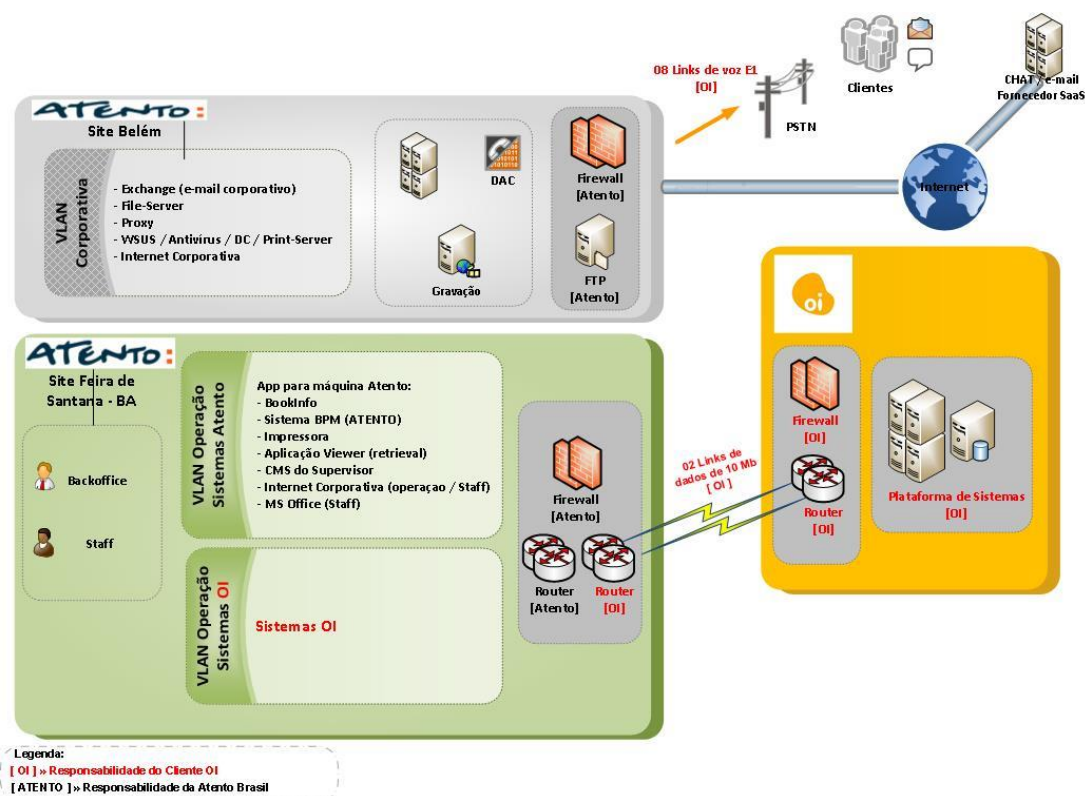 ATENTO:
Site Belém
VLAN
Corporativa
- Exchange (e-mail corporativo)
- File-Server
- Proxy
- WSUS / Antivírus / DC / Print-Server
- Internet Corporativa
DAC
Gravação
Firewall
[Atento]
FTP
[Atento]
08 Links de voz E1
[OI]
PSTN
Clientes
CHAT / e-mail
Fornecedor SaaS
Internet
ATENTO:
Site Feira de
Santana - BA
Backoffice
Staff
VLAN Operação
Sistemas Atento
App para máquina Atento:
- BookInfo
- Sistema BPM (ATENTO)
- Impressora
- Aplicação Viewer (retrieval)
- CMS do Supervisor
- Internet Corporativa (operaçao / Staff)
- MS Office (Staff)
VLAN Operação
Sistemas OI
Sistemas OI
Firewall
[Atento]
Router
[Atento]
Router
[OI]
02 Links de
dados de 10 Mb
[ OI ]
oi
Firewall
[OI]
Router
[OI]
Plataforma de Sistemas
[OI]
Legenda:
[ OI ] » Responsabilidade do Cliente OI
[ ATENTO ] » Responsabilidade da Atento Brasil